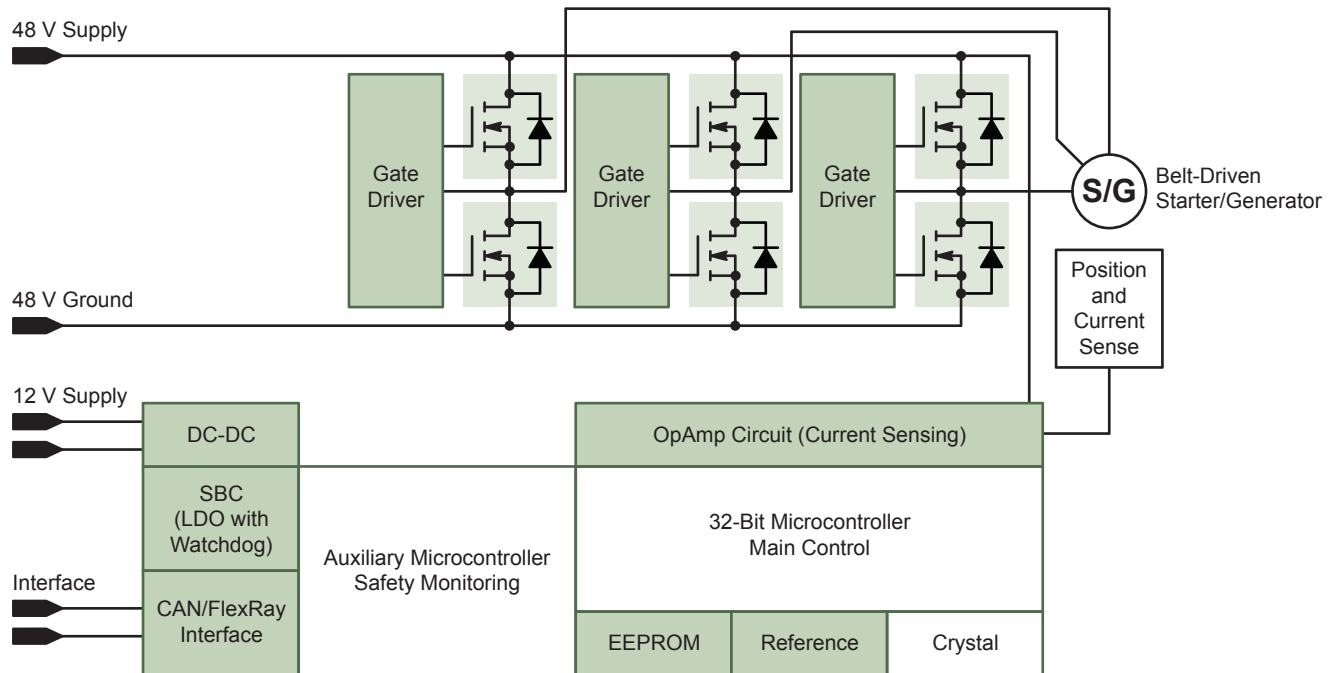 48 V Supply
Gate
Driver
Gate
Driver
Gate
Driver
S/G
Belt-Driven
Starter/Generator
48 V Ground
Position
and
Current
Sense
12 V Supply
DC-DC
OpAmp Circuit (Current Sensing)
SBC
(LDO with
Watchdog)
32-Bit Microcontroller
Main Control
Auxiliary Microcontroller
Safety Monitoring
Interface
CAN/FlexRay
Interface
EEPROM
Reference
Crystal